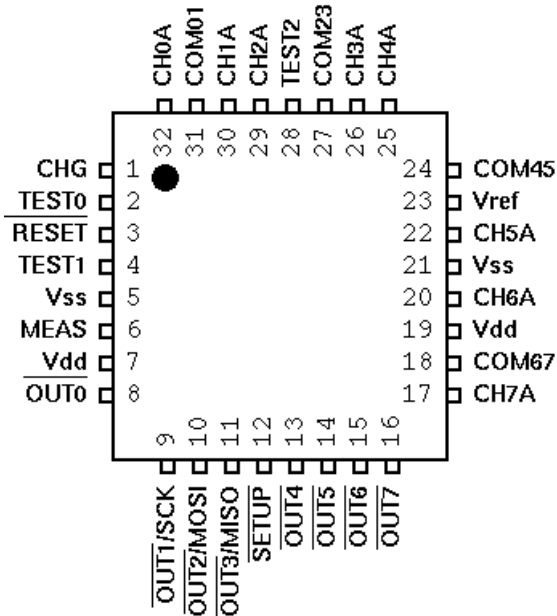 CH0A
COM01
CH1A
CH2A
TEST2
COM23
CH3A
CH4A
32
31
30
29
28
27
26
25
CHG 1
TEST0 2
RESET 3
TEST1 4
Vss 5
MEAS 6
Vdd 7
OUT0 8
24 COM45
23 Vref
22 CH5A
21 Vss
20 CH6A
19 Vdd
18 COM67
17 CH7A
9
10
11
12
13
14
15
16
OUT1/SCK
OUT2/MOSI
OUT3/MISO
SETUP
OUT4
OUT5
OUT6
OUT7